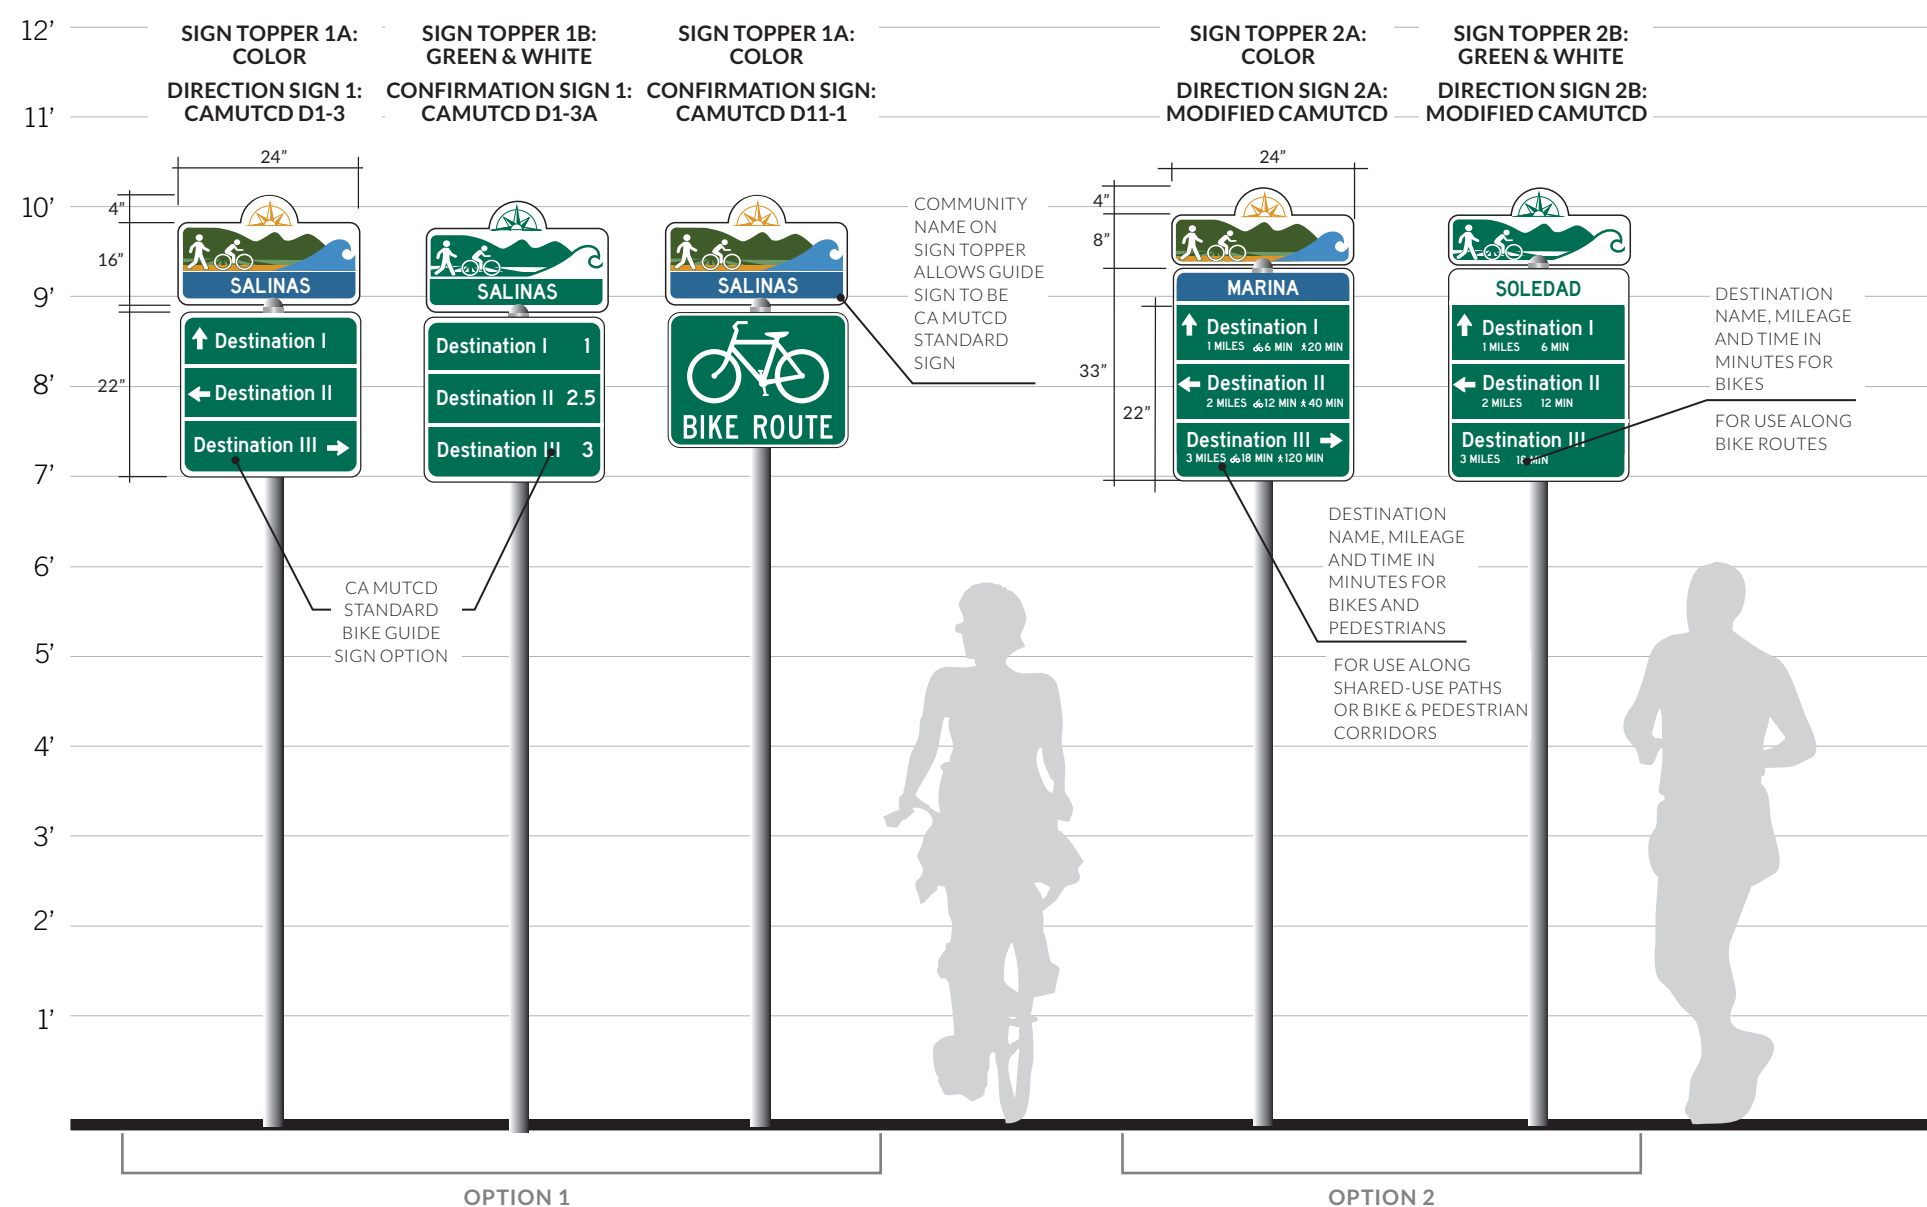 12’
11’
10’
9’
8’
7’
6’
5’
4’
3’
2’
1’
SIGN TOPPER 1A:
COLOR
DIRECTION SIGN 1:
CAMUTCD D1-3
SIGN TOPPER 1B:
GREEN & WHITE
CONFIRMATION SIGN 1:
CAMUTCD D1-3A
SIGN TOPPER 1A:
COLOR
CONFIRMATION SIGN:
CAMUTCD D11-1
SIGN TOPPER 2A:
COLOR
DIRECTION SIGN 2A:
MODIFIED CAMUTCD
SIGN TOPPER 2B:
GREEN & WHITE
DIRECTION SIGN 2B:
MODIFIED CAMUTCD
24”
4”
16”
22”
SALINAS
Destination I
Destination II
Destination III
SALINAS
Destination I 1
Destination II 2.5
Destination III 3
SALINAS
BIKE ROUTE
COMMUNITY
NAME ON
SIGN TOPPER
ALLOWS GUIDE
SIGN TO BE
CA MUTCD
STANDARD
SIGN
CA MUTCD
STANDARD
BIKE GUIDE
SIGN OPTION
24”
4”
8”
33”
22”
MARINA
Destination I
1 MILES 6 MIN 20 MIN
Destination II
2 MILES 12 MIN 40 MIN
Destination III
3 MILES 18 MIN 120 MIN
SOLEDAD
Destination I
1 MILES 6 MIN
Destination II
2 MILES 12 MIN
Destination III
3 MILES 18 MIN
DESTINATION
NAME, MILEAGE
AND TIME IN
MINUTES FOR
BIKES
FOR USE ALONG
BIKE ROUTES
DESTINATION
NAME, MILEAGE
AND TIME IN
MINUTES FOR
BIKES AND
PEDESTRIANS
FOR USE ALONG
SHARED-USE PATHS
OR BIKE & PEDESTRIAN
CORRIDORS
OPTION 1
OPTION 2